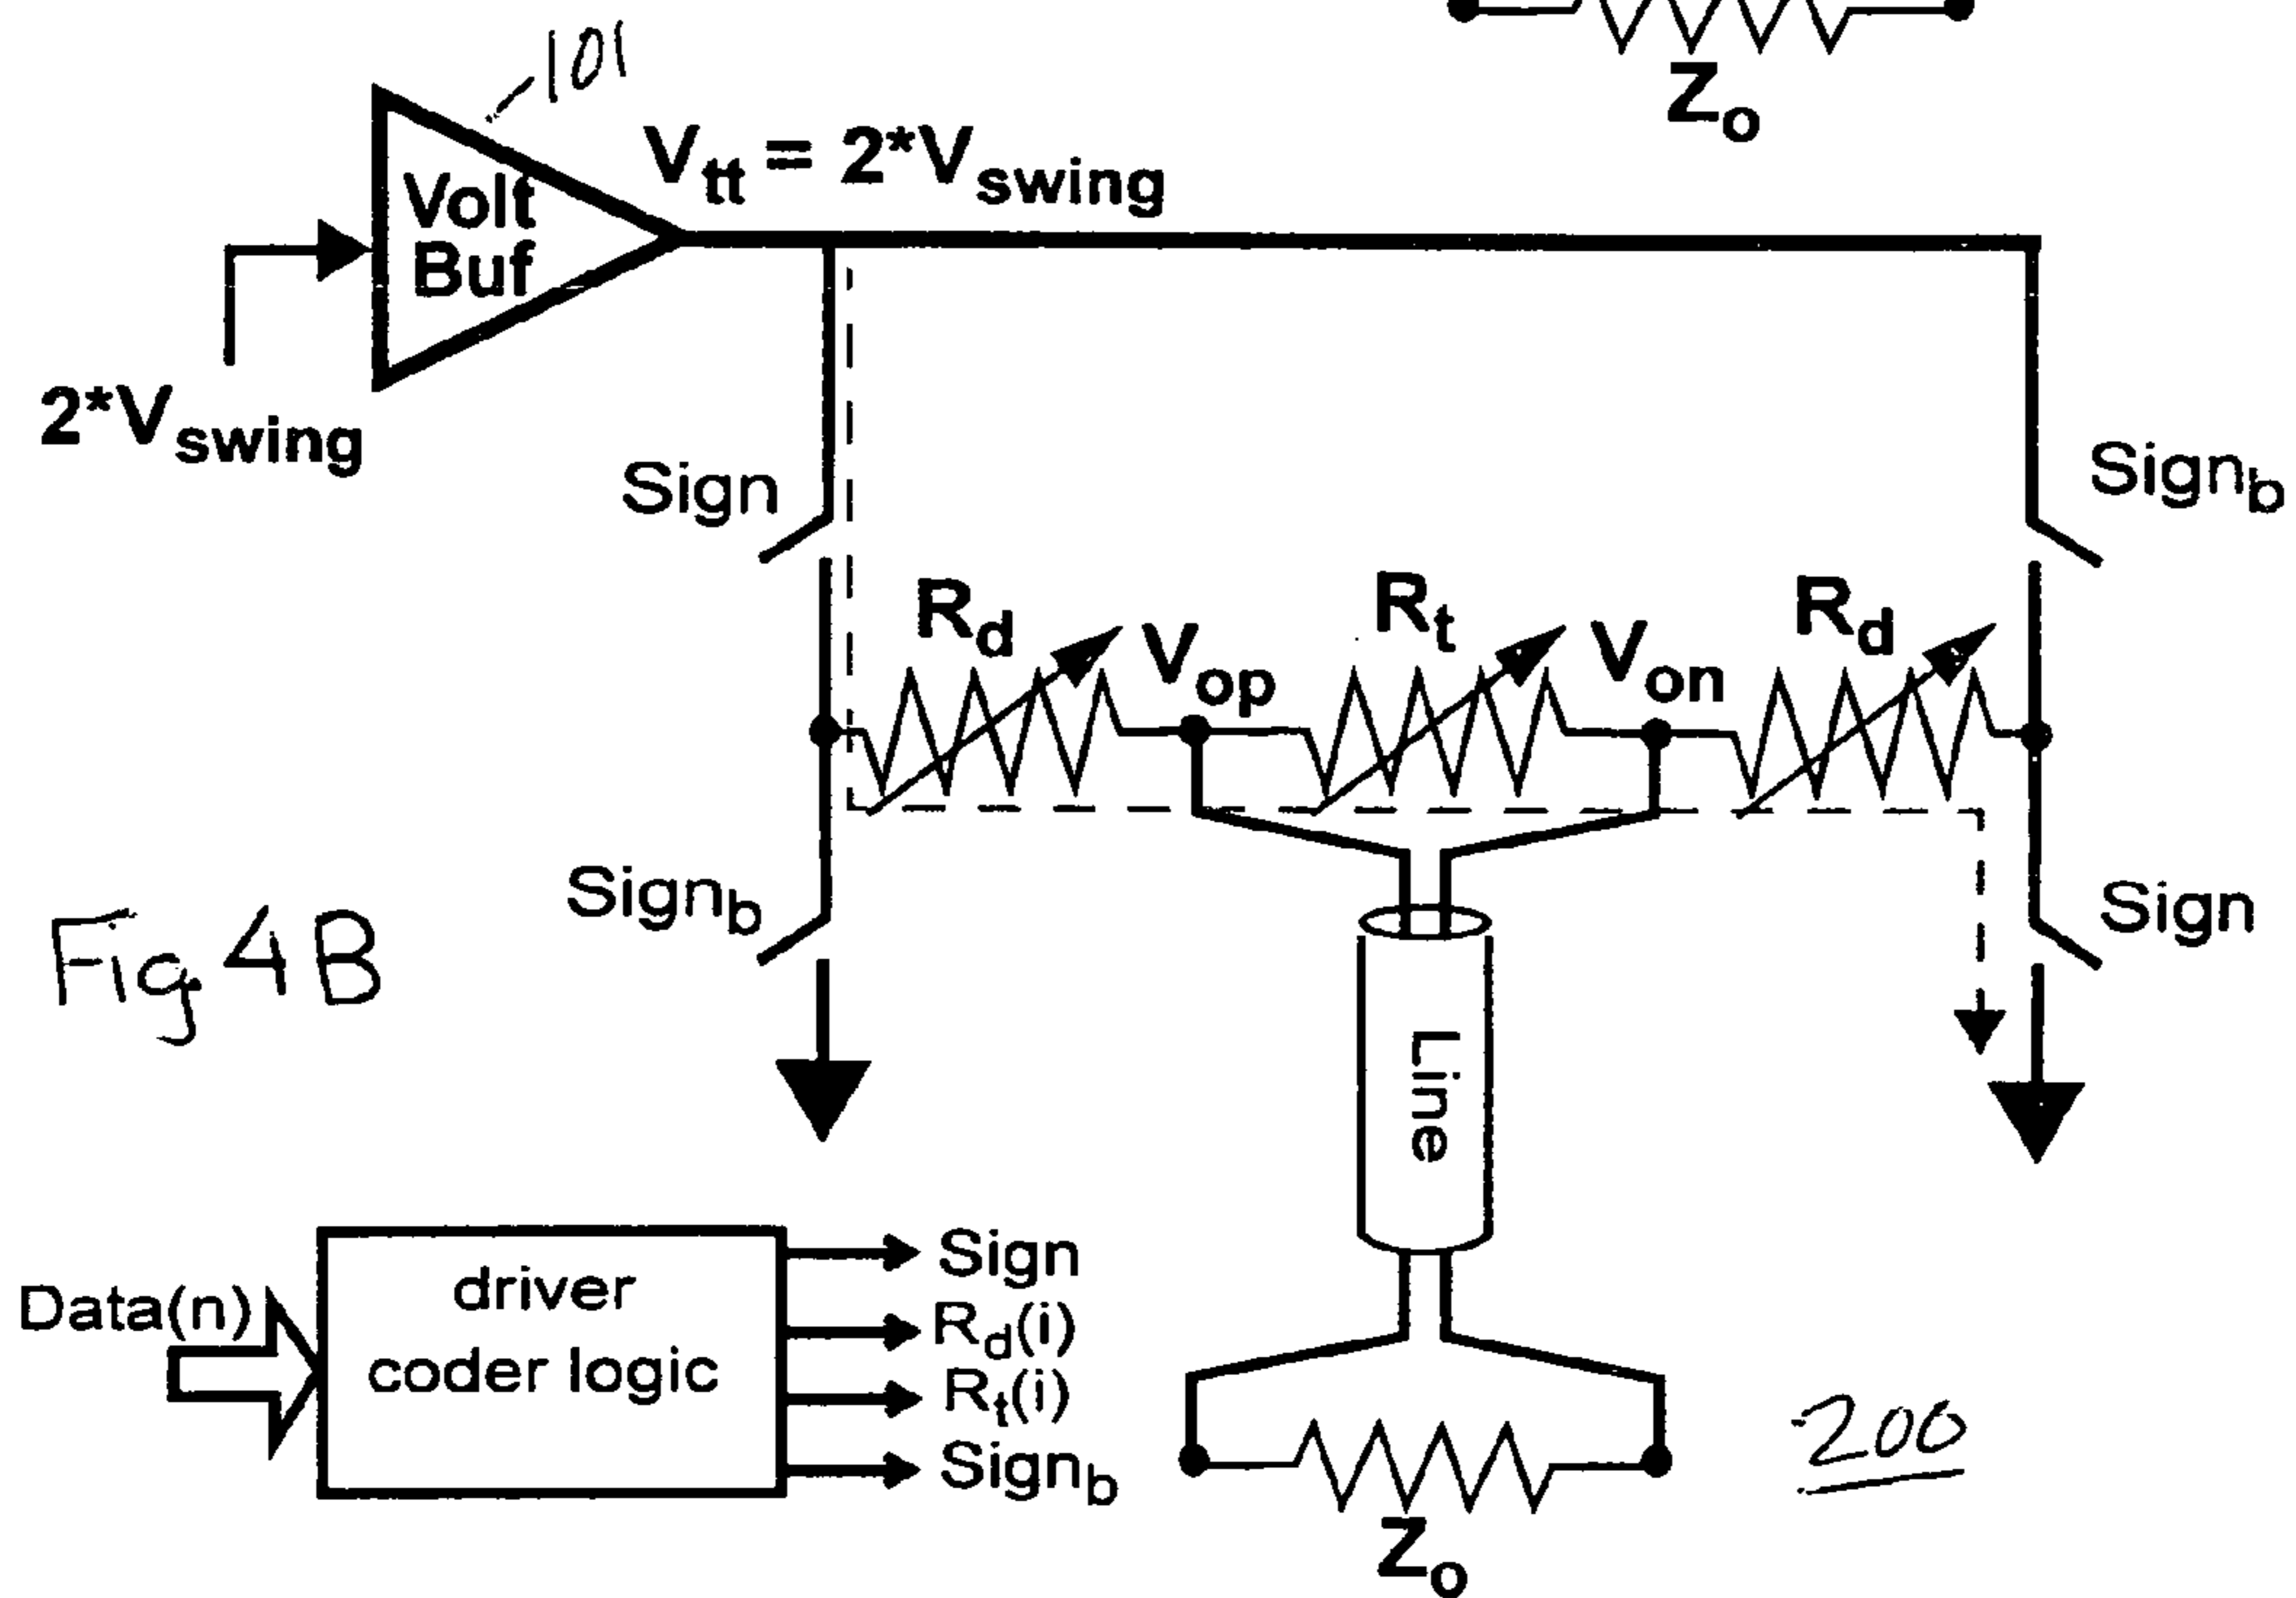 Zo
101
Volt
Buf
Vtt = 2*Vswing
2*Vswing
Sign
Signb
Rd
Vop
Rt
Von
Rd
Signb
Sign
Fig 4B
Line
Data(n)
driver
coder logic
Sign
Rd(i)
Rt(i)
Signb
Zo
200